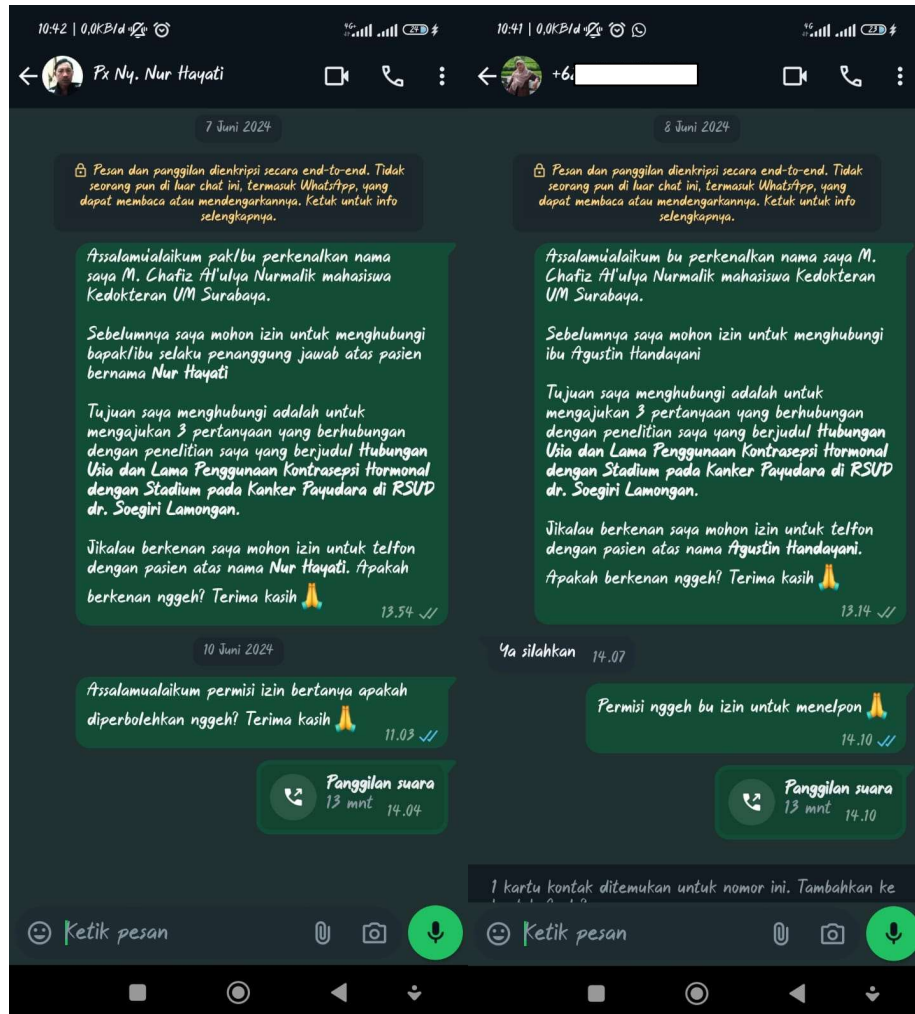 10:42 | 0,0KB/d
4G
24
Px Ny. Nur Hayati
7 Juni 2024
Pesan dan panggilan dienkripsi secara end-to-end. Tidak
seorang pun di luar chat ini, termasuk WhatsApp, yang
dapat membaca atau mendengarkannya. Ketuk untuk info
selengkapnya.
Assalamu'alaikum pak/bu perkenalkan nama
saya M. Chafiz Al'ulya Nurmalik mahasiswa
Kedokteran UM Surabaya.
Sebelumnya saya mohon izin untuk menghubungi
bapak/ibu selaku penanggung jawab atas pasien
bernama Nur Hayati
Tujuan saya menghubungi adalah untuk
mengajukan 3 pertanyaan yang berhubungan
dengan penelitian saya yang berjudul Hubungan
Usia dan Lama Penggunaan Kontrasepsi Hormonal
dengan Stadium pada Kanker Payudara di RSUD
dr. Soegiri Lamongan.
Jikalau berkenan saya mohon izin untuk telfon
dengan pasien atas nama Nur Hayati. Apakah
berkenan nggeh? Terima kasih 🙏
13.54
10 Juni 2024
Assalamualaikum permisi izin bertanya apakah
diperbolehkan nggeh? Terima kasih 🙏
11.03
Panggilan suara
13 mnt 14.04
Ketik pesan
10:41 | 0,0KB/d
4G
23
+6
8 Juni 2024
Pesan dan panggilan dienkripsi secara end-to-end. Tidak
seorang pun di luar chat ini, termasuk WhatsApp, yang
dapat membaca atau mendengarkannya. Ketuk untuk info
selengkapnya.
Assalamu'alaikum bu perkenalkan nama saya M.
Chafiz Al'ulya Nurmalik mahasiswa Kedokteran
UM Surabaya.
Sebelumnya saya mohon izin untuk menghubungi
ibu Agustin Handayani
Tujuan saya menghubungi adalah untuk
mengajukan 3 pertanyaan yang berhubungan
dengan penelitian saya yang berjudul Hubungan
Usia dan Lama Penggunaan Kontrasepsi Hormonal
dengan Stadium pada Kanker Payudara di RSUD
dr. Soegiri Lamongan.
Jikalau berkenan saya mohon izin untuk telfon
dengan pasien atas nama Agustin Handayani.
Apakah berkenan nggeh? Terima kasih 🙏
13.14
Ya silahkan 14.07
Permisi nggeh bu izin untuk menelpon 🙏
14.10
Panggilan suara
13 mnt 14.10
1 kartu kontak ditemukan untuk nomor ini. Tambahkan ke
Ketik pesan